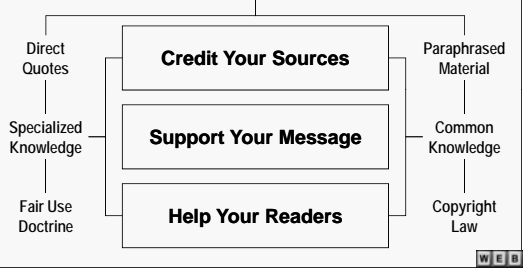 Direct
Quotes
Credit Your Sources
Paraphrased
Material
Specialized
Knowledge
Support Your Message
Common
Knowledge
Fair Use
Doctrine
Help Your Readers
Copyright
Law
WEB